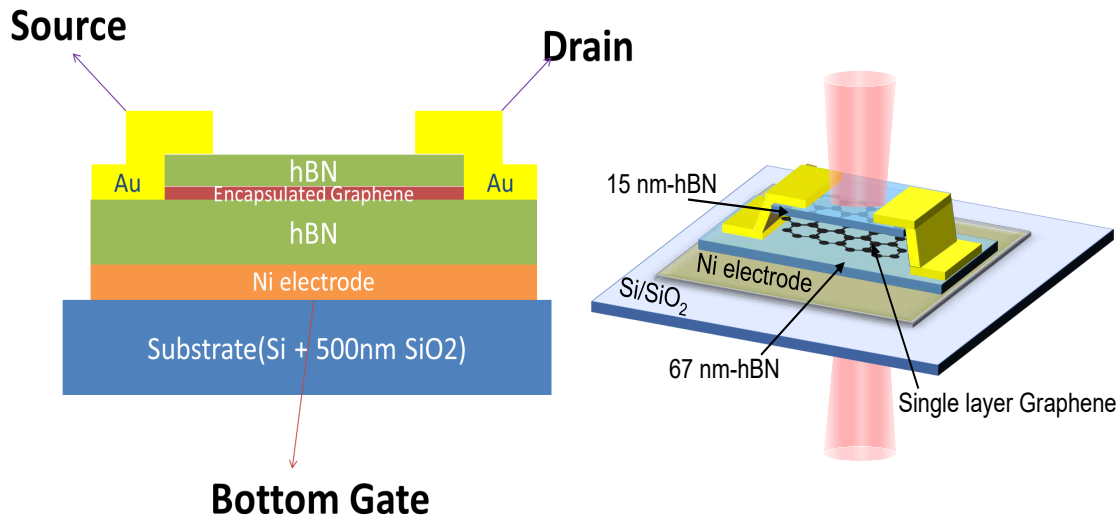 Source
Drain
hBN
Au
Encapsulated Graphene
Au
hBN
Ni electrode
Substrate(Si + 500nm SiO2)
Bottom Gate
15 nm-hBN
Ni electrode
Si/SiO2
67 nm-hBN
Single layer Graphene